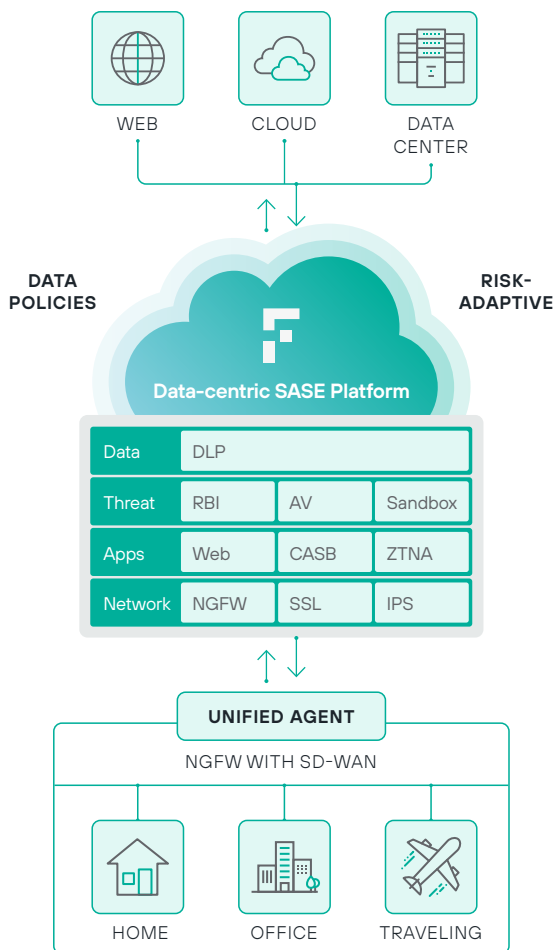 WEB
CLOUD
DATA
CENTER
DATA
POLICIES
RISK-
ADAPTIVE
Data-centric SASE Platform
Data DLP
Threat RBI AV Sandbox
Apps Web CASB ZTNA
Network NGFW SSL IPS
UNIFIED AGENT
NGFW WITH SD-WAN
HOME OFFICE TRAVELING